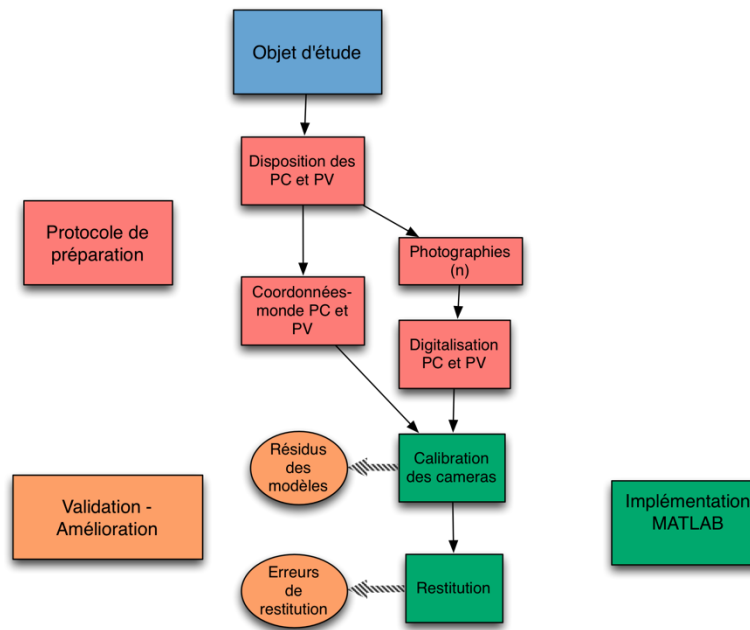 Objet d'étude
Disposition des
PC et PV
Protocole de
préparation
Photographies
(n)
Coordonnées-
monde PC et
PV
Digitalisation
PC et PV
Résidus
des
modèles
Calibration
des cameras
Validation -
Amélioration
Implémentation
MATLAB
Erreurs
de
restitution
Restitution